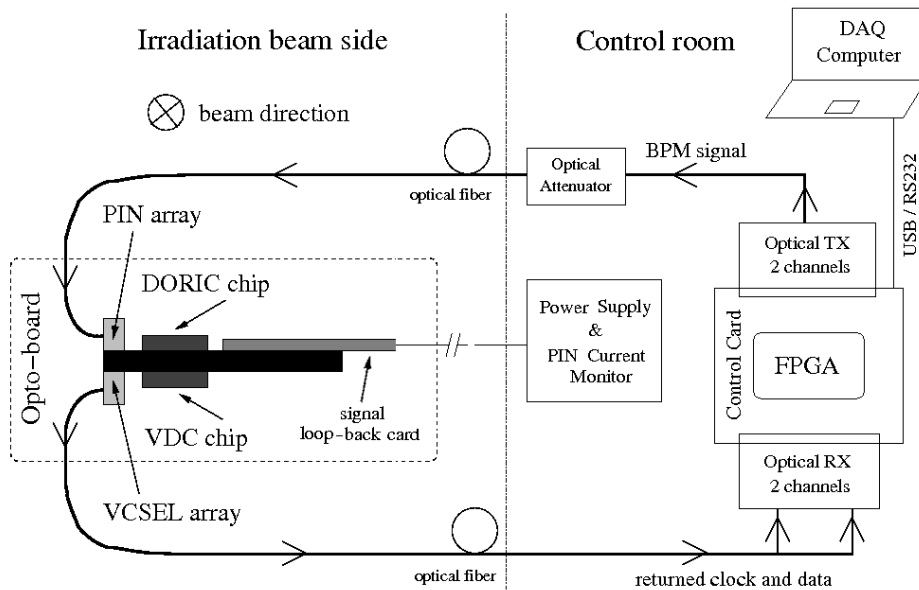 Irradiation beam side
Control room
DAQ
Computer
beam direction
BPM signal
Optical
Attenuator
optical fiber
USB / RS232
PIN array
Optical TX
2 channels
DORIC chip
Opto-board
Power Supply
&
PIN Current
Monitor
Control Card
FPGA
signal
loop-back card
VDC chip
VCSEL array
Optical RX
2 channels
optical fiber
returned clock and data